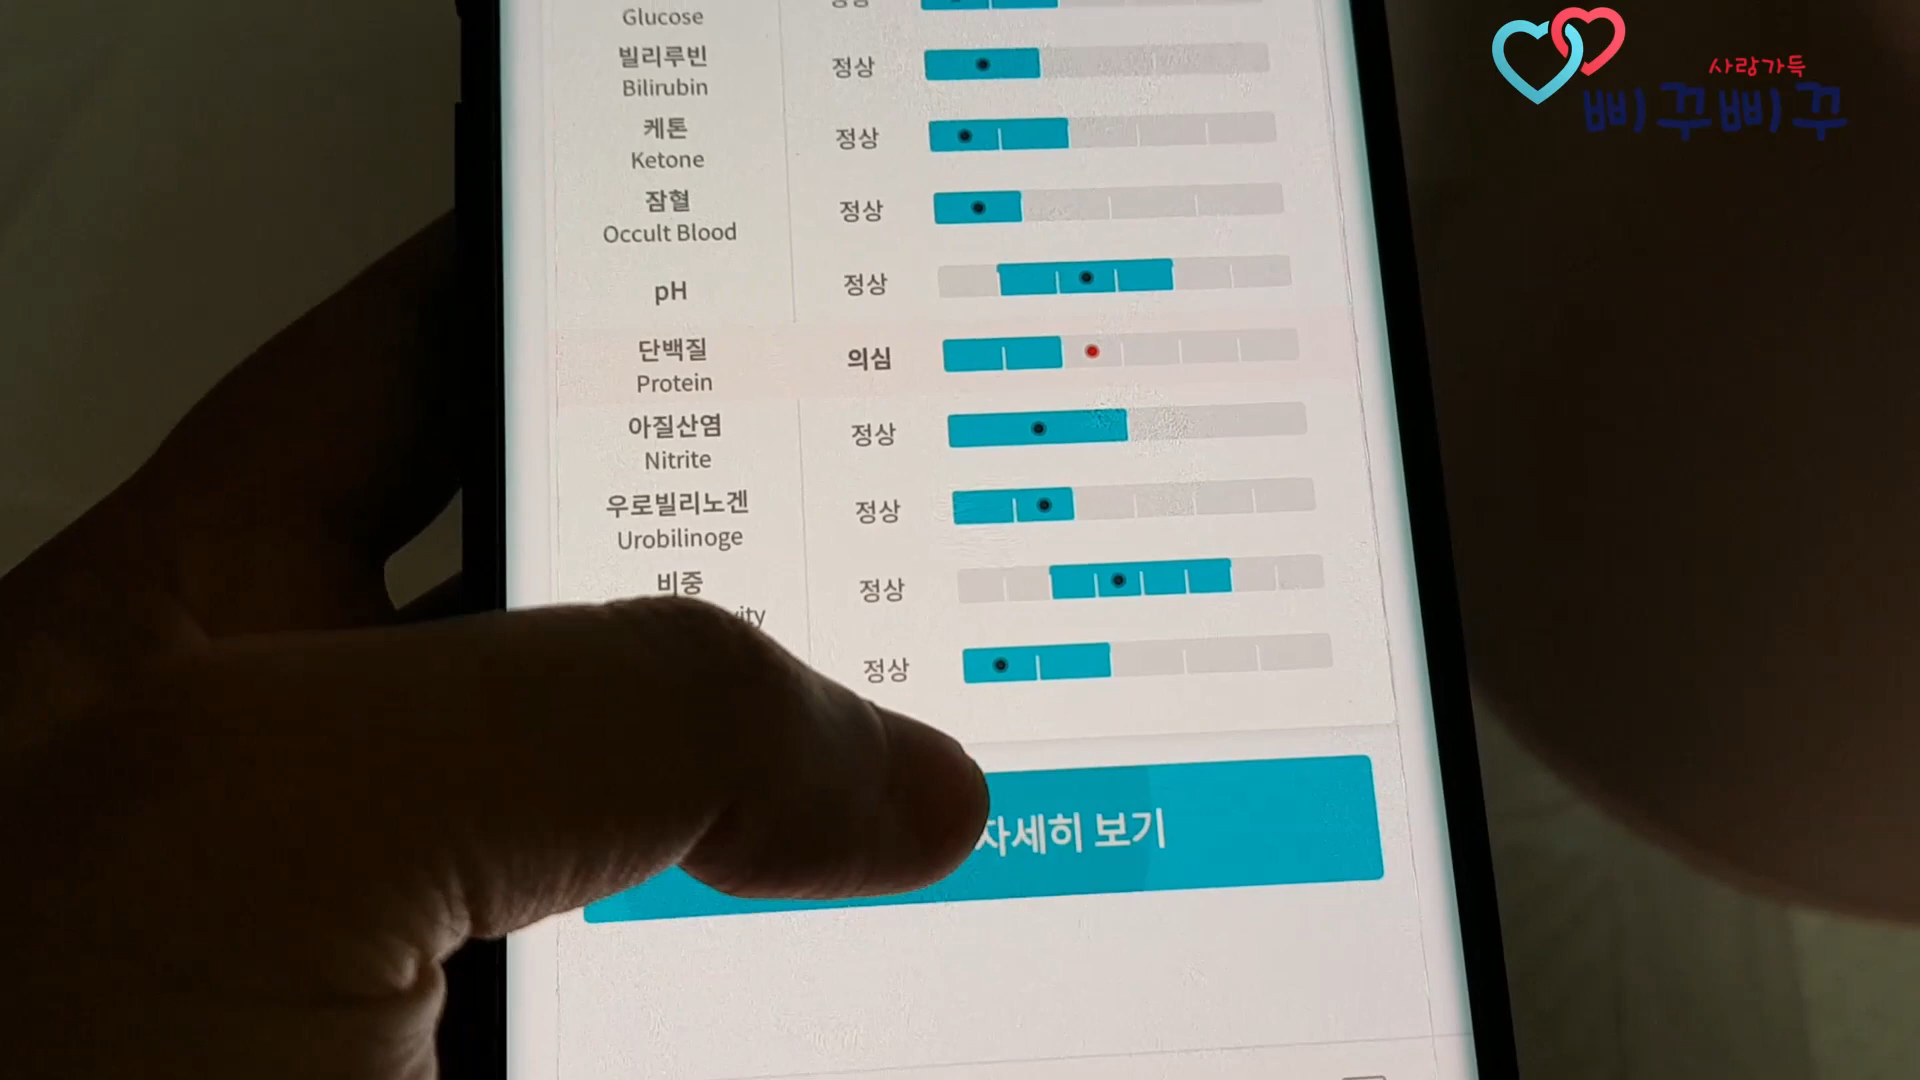 Glucose
정상
빌리루빈
Bilirubin
정상
케톤
Ketone
정상
잠혈
Occult Blood
정상
pH
정상
단백질
Protein
의심
아질산염
Nitrite
정상
우로빌리노겐
Urobilinoge
정상
비중
vity
정상
정상
자세히 보기
사랑가득
삐꾸삐꾸